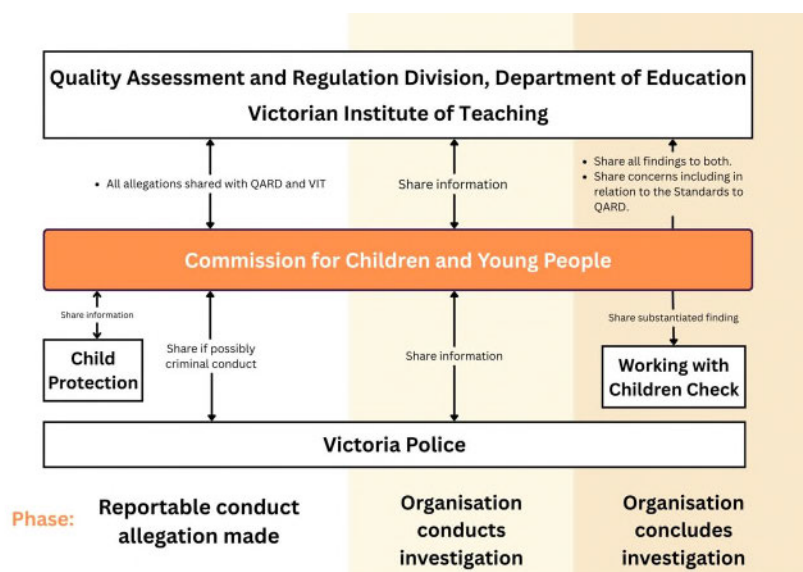 Quality Assessment and Regulation Division, Department of Education
Victorian Institute of Teaching
• All allegations shared with QARD and VIT
Share information
• Share all findings to both.
• Share concerns including in
relation to the Standards to
QARD.
Commission for Children and Young People
Share information
Share if possibly
criminal conduct
Share information
Share substantiated finding
Child
Protection
Working with
Children Check
Victoria Police
Phase:
Reportable conduct
allegation made
Organisation
conducts
investigation
Organisation
concludes
investigation